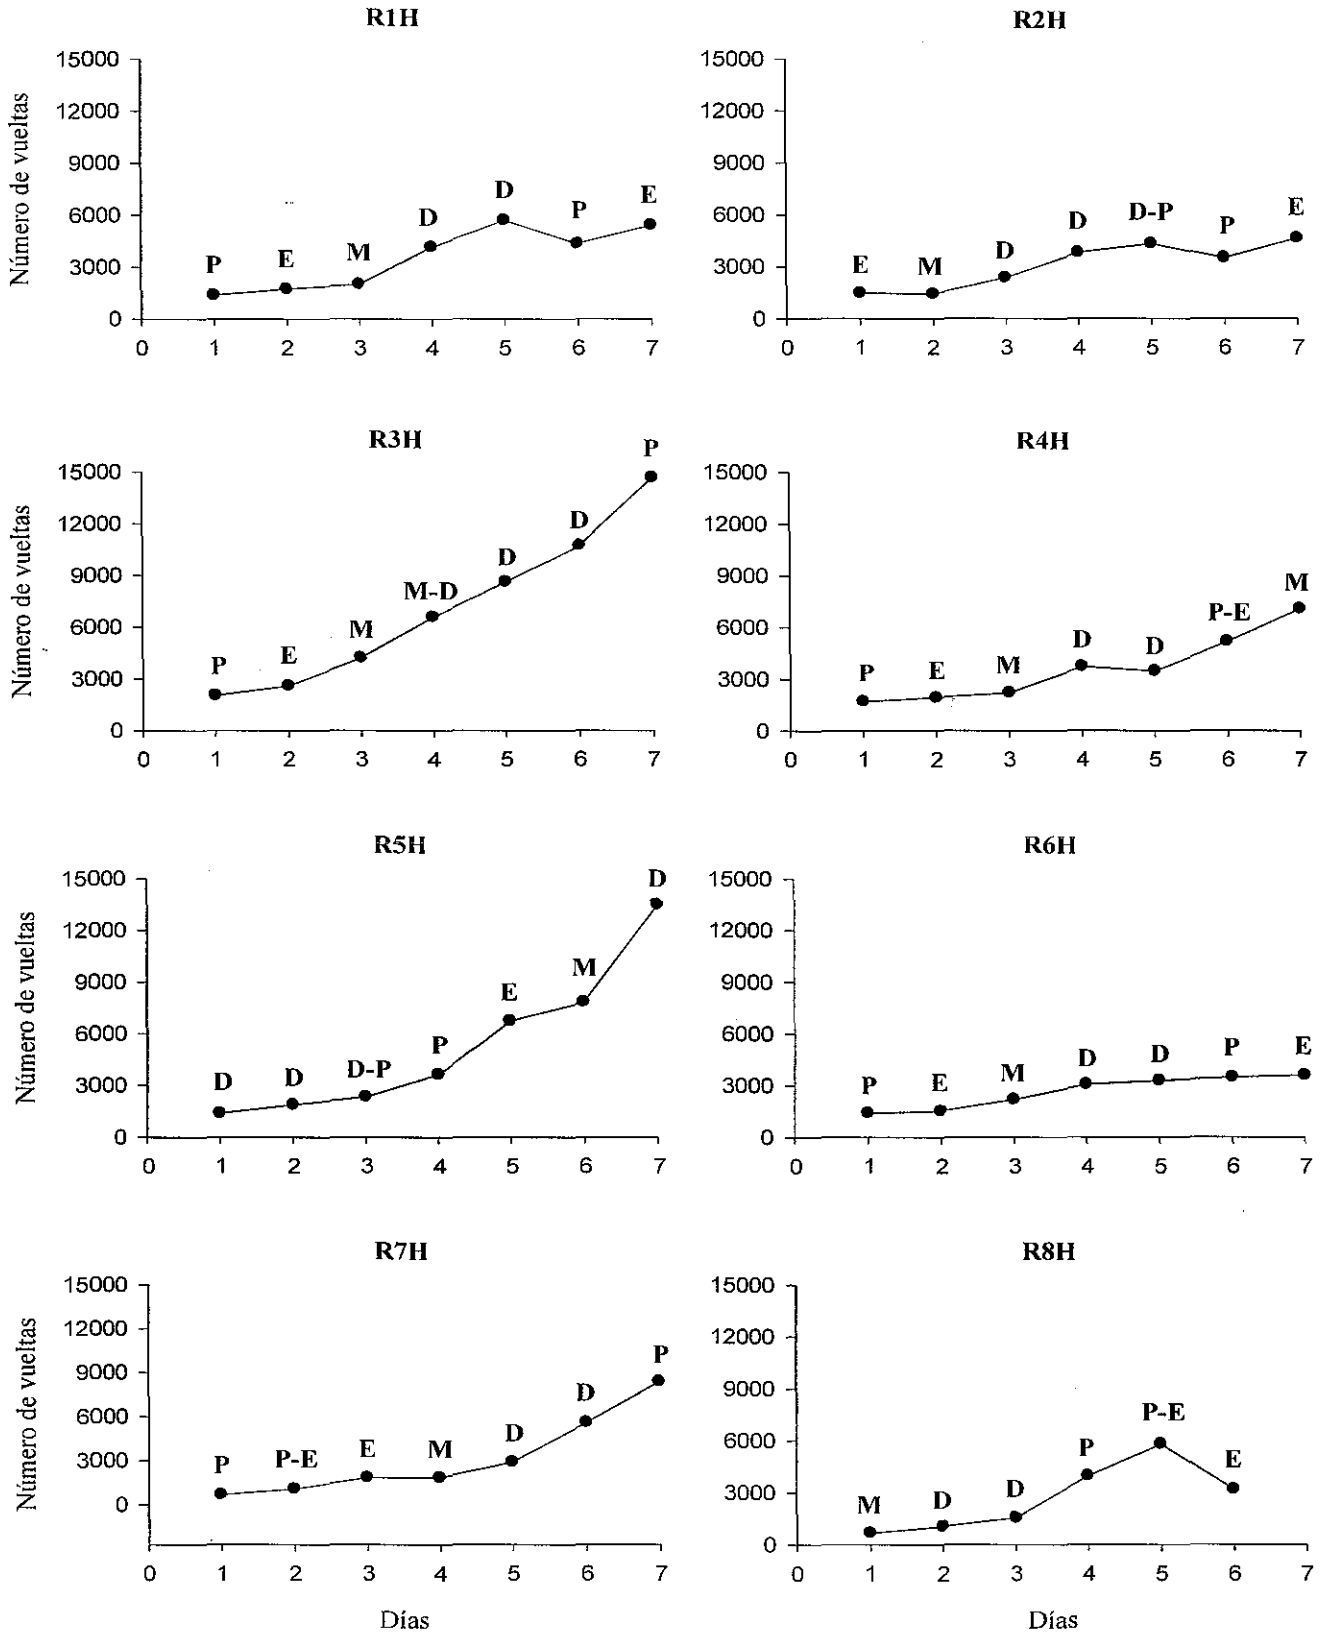 R1H
Número de vueltas
15000
12000
9000
6000
3000
0
P E M D D P E
0 1 2 3 4 5 6 7
R2H
15000
12000
9000
6000
3000
0
E M D D D-P P E
0 1 2 3 4 5 6 7
R3H
Número de vueltas
15000
12000
9000
6000
3000
0
P E M M-D D D P
0 1 2 3 4 5 6 7
R4H
15000
12000
9000
6000
3000
0
P E M D D P-E M
0 1 2 3 4 5 6 7
R5H
Número de vueltas
15000
12000
9000
6000
3000
0
D D D-P P E M D
0 1 2 3 4 5 6 7
R6H
15000
12000
9000
6000
3000
0
P E M D D P E
0 1 2 3 4 5 6 7
R7H
Número de vueltas
15000
12000
9000
6000
3000
0
P P-E E M D D P
0 1 2 3 4 5 6 7
Días
R8H
15000
12000
9000
6000
3000
0
M D D P P-E E
0 1 2 3 4 5 6 7
Días